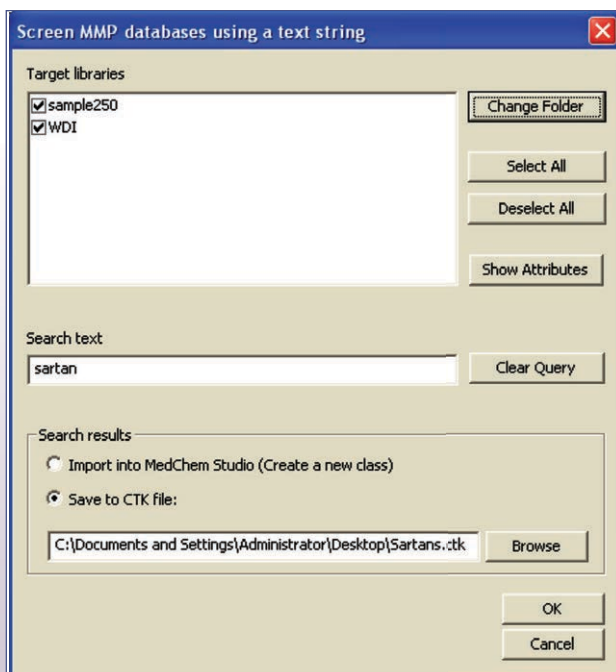 Screen MMP databases using a text string
Target libraries
sample250
WDI
Change Folder
Select All
Deselect All
Show Attributes
Search text
sartan
Clear Query
Search results
Import into MedChem Studio (Create a new class)
Save to CTK file:
C:\Documents and Settings\Administrator\Desktop\Sartans.ctk
Browse
OK
Cancel